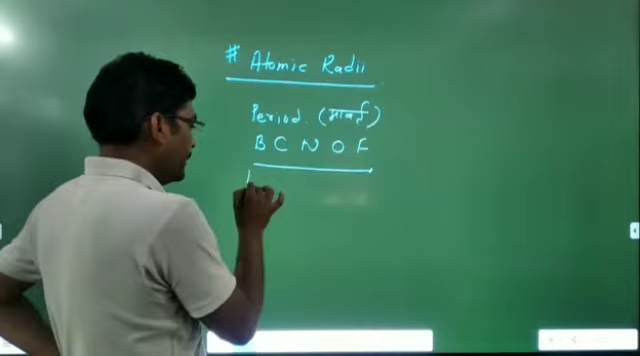 # Atomic Radii
Period. (आवर्त)
B C N O F